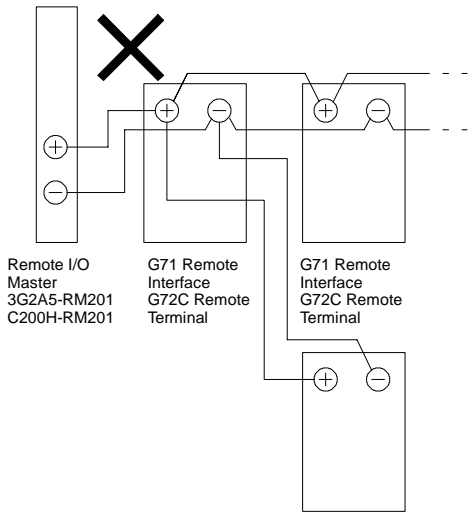 Remote I/O
Master
3G2A5-RM201
C200H-RM201
G71 Remote
Interface
G72C Remote
Terminal
G71 Remote
Interface
G72C Remote
Terminal